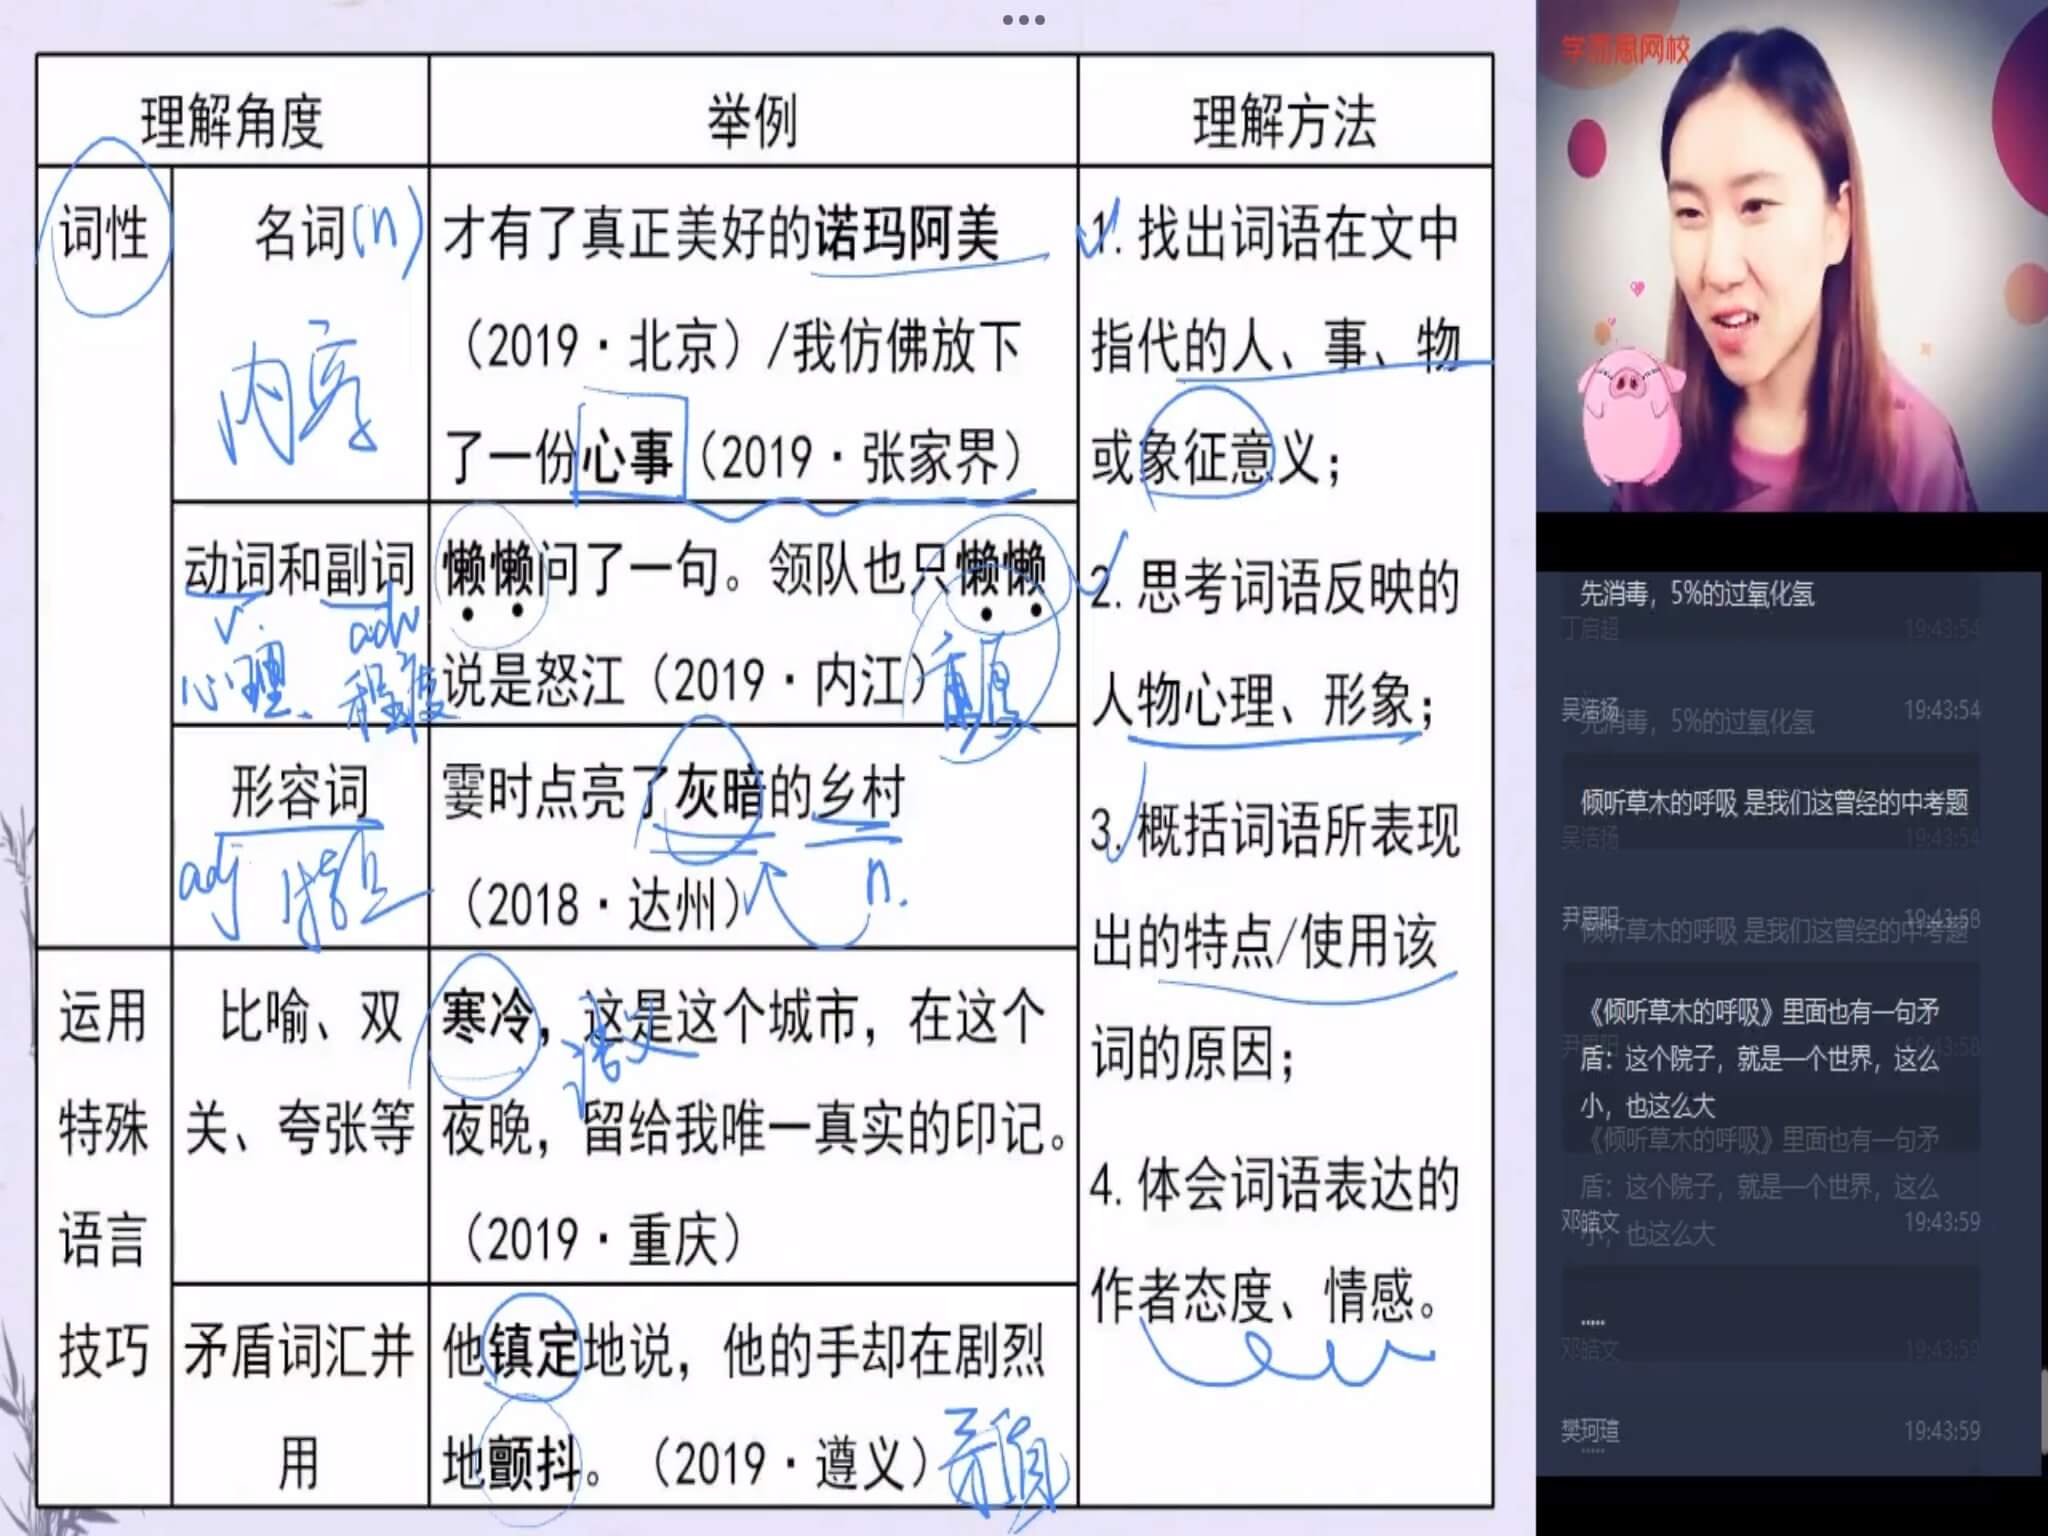 理解角度 举例 理解方法
词性
名词(n)
内容
才有了真正美好的诺玛阿美
（2019·北京）/我仿佛放下
了一份心事（2019·张家界）
动词和副词
v. adv
心理 程度
懒懒问了一句。领队也只懒懒
说是怒江（2019·内江）
形容词
adj 特点
霎时点亮了灰暗的乡村
n.
（2018·达州）
运用
特殊
语言
技巧
比喻、双
关、夸张等
寒冷，这是这个城市，在这个
夜晚，留给我唯一真实的印记。
（2019·重庆）
矛盾词汇并
用
他镇定地说，他的手却在剧烈
地颤抖。（2019·遵义）
1. 找出词语在文中
指代的人、事、物
或象征意义；
2. 思考词语反映的
人物心理、形象；
3. 概括词语所表现
出的特点/使用该
词的原因；
4. 体会词语表达的
作者态度、情感。
学而思网校
先消毒，5%的过氧化氢
丁启超 19:43:54
吴浩扬 19:43:54
先消毒，5%的过氧化氢
倾听草木的呼吸 是我们这曾经的中考题
吴浩扬 19:43:54
尹思阳 19:43:58
倾听草木的呼吸 是我们这曾经的中考题
《倾听草木的呼吸》里面也有一句矛
盾：这个院子，就是一个世界，这么
小，也这么大
尹思阳 19:43:58
《倾听草木的呼吸》里面也有一句矛
盾：这个院子，就是一个世界，这么
小，也这么大
邓皓文 19:43:59
.....
邓皓文 19:43:59
樊珂瑄 19:43:59
.....